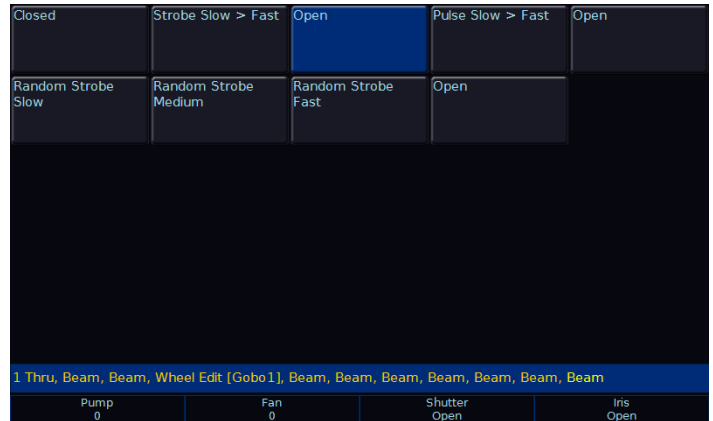 Closed
Strobe Slow > Fast
Open
Pulse Slow > Fast
Open
Random Strobe
Slow
Random Strobe
Medium
Random Strobe
Fast
Open
1 Thru, Beam, Beam, Wheel Edit [Gobo1], Beam, Beam, Beam, Beam, Beam, Beam, Beam
Pump
0
Fan
0
Shutter
Open
Iris
Open